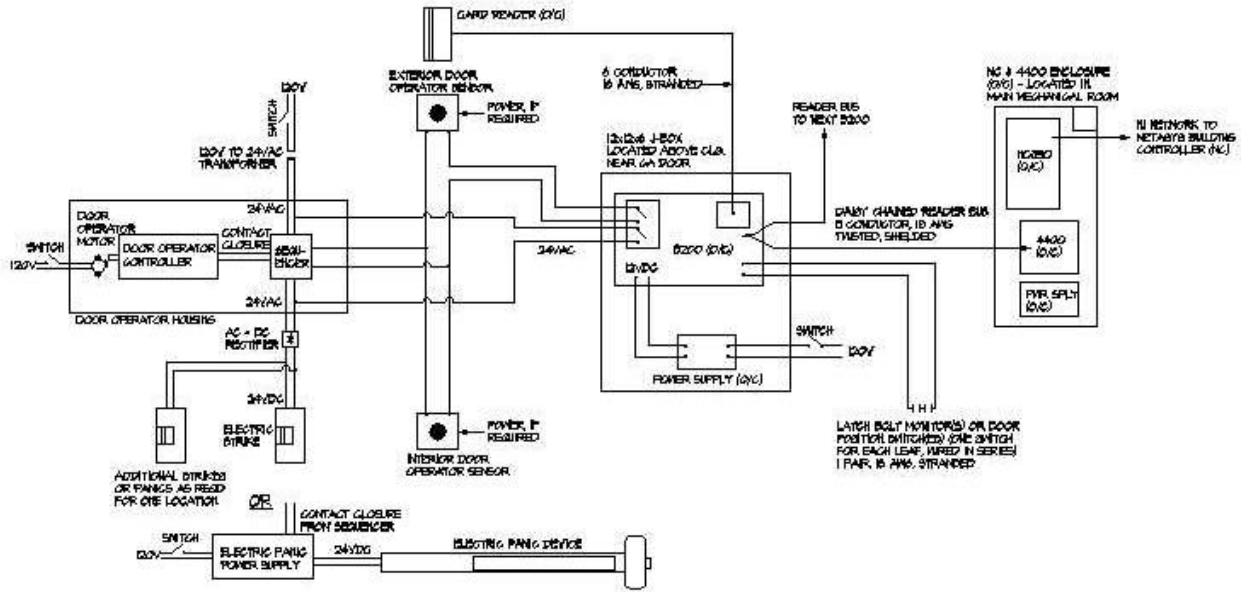 CARD READER (O/C)
EXTERIOR DOOR
OPERATOR SENSOR
POWER, IF
REQUIRED
6 CONDUCTOR
18 AWG, STRANDED
READER BUS
TO NEXT 5200
NC & 4400 ENCLOSURE
(O/C) - LOCATED IN
MAIN MECHANICAL ROOM
N1 NETWORK TO
METASYS BUILDING
CONTROLLER (NC)
(O/C)
120V
SWITCH
120V TO 24VAC
TRANSFORMER
12x12x6 J-BOX
LOCATED ABOVE CLG.
NEAR CA DOOR
24VAC
DOOR
OPERATOR
MOTOR
CONTACT
CLOSURE
SWITCH
120V
DOOR OPERATOR
CONTROLLER
SEQU-
ENCER
24VAC
DOOR OPERATOR HOUSING
24VAC
5200 (O/C)
12VDC
DAISY CHAINED READER BUS
3 CONDUCTOR, 18 AWG
TWISTED, SHIELDED
4400
(O/C)
PWR SPLY
(O/C)
AC - DC
RECTIFIER
24VDC
ELECTRIC
STRIKE
POWER SUPPLY (O/C)
SWITCH
120V
POWER, IF
REQUIRED
INTERIOR DOOR
OPERATOR SENSOR
LATCH BOLT MONITOR(S) OR DOOR
POSITION SWITCH(ES) (ONE SWITCH
FOR EACH LEAF, WIRED IN SERIES)
1 PAIR, 18 AWG, STRANDED
ADDITIONAL STRIKES
OR PANICS AS REQD
FOR ONE LOCATION
OR
CONTACT CLOSURE
FROM SEQUENCER
SWITCH
120V
ELECTRIC PANIC
POWER SUPPLY
24VDC
ELECTRIC PANIC DEVICE